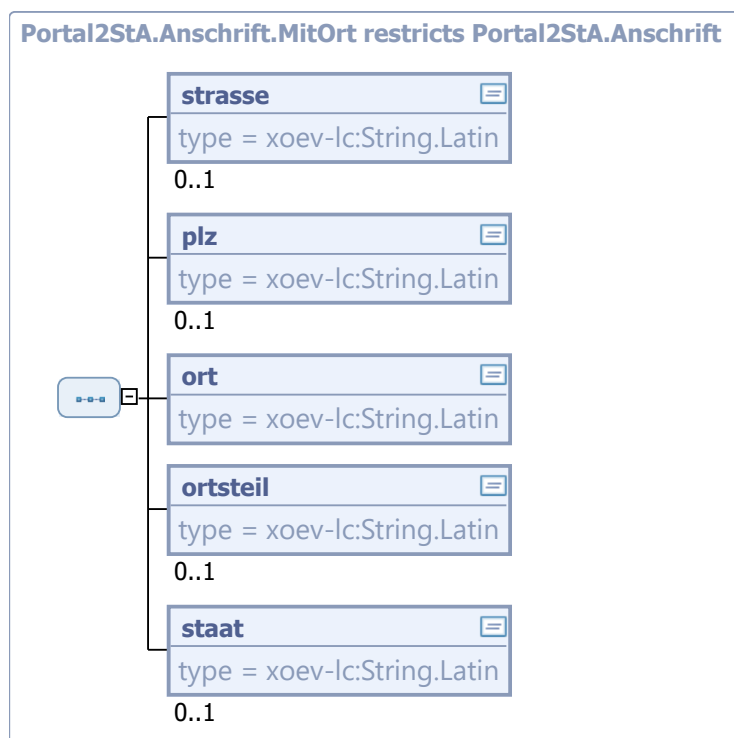 Portal2StA.Anschrift.MitOrt restricts Portal2StA.Anschrift
strasse
type = xoev-lc:String.Latin
0..1
plz
type = xoev-lc:String.Latin
0..1
ort
type = xoev-lc:String.Latin
ortsteil
type = xoev-lc:String.Latin
0..1
staat
type = xoev-lc:String.Latin
0..1